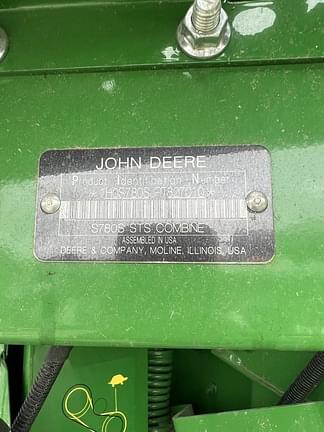 JOHN DEERE
Product Identification Number
S780S STS COMBINE
ASSEMBLED IN USA
DEERE & COMPANY, MOLINE, ILLINOIS, USA